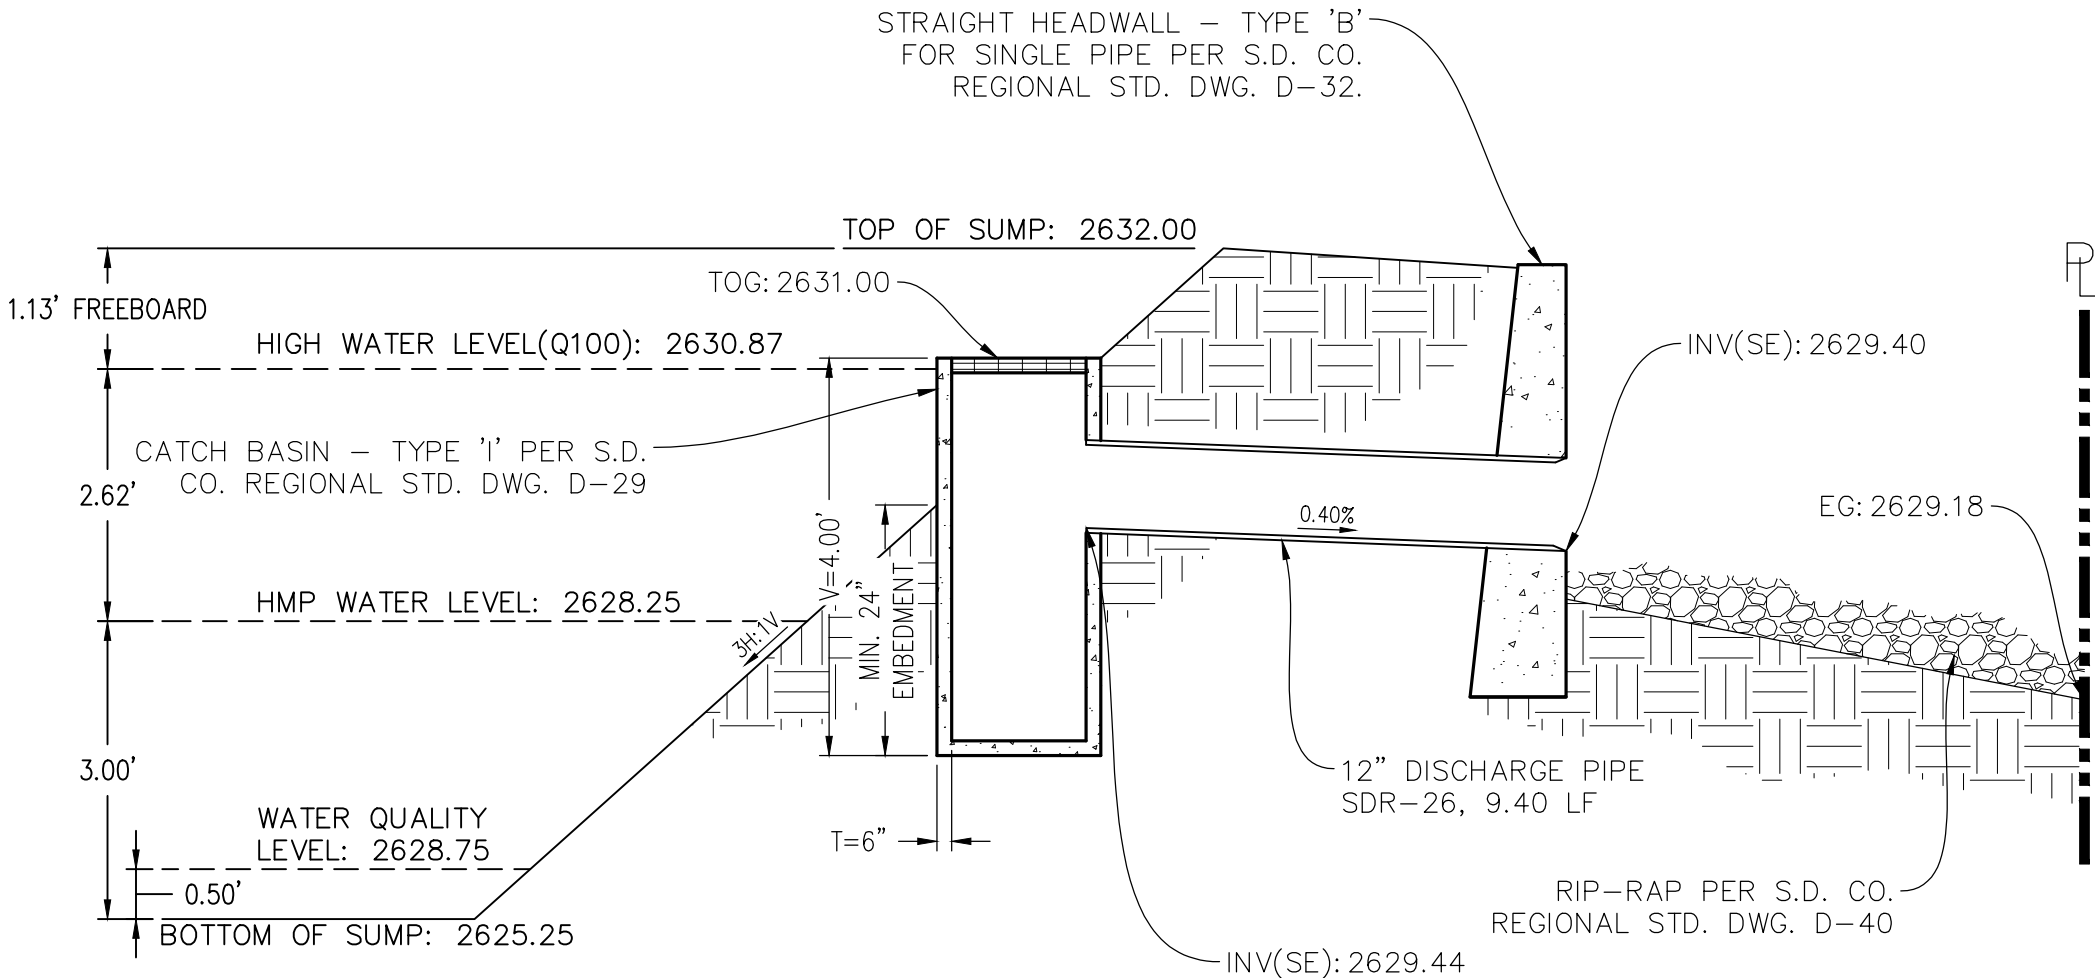 STRAIGHT HEADWALL – TYPE 'B'
FOR SINGLE PIPE PER S.D. CO.
REGIONAL STD. DWG. D–32.
TOP OF SUMP: 2632.00
TOG: 2631.00
1.13' FREEBOARD
HIGH WATER LEVEL(Q100): 2630.87
INV(SE): 2629.40
CATCH BASIN – TYPE 'I' PER S.D.
CO. REGIONAL STD. DWG. D–29
2.62'
EG: 2629.18
0.40%
V=4.00'
MIN. 24"
EMBEDMENT
HMP WATER LEVEL: 2628.25
3H:1V
3.00'
12" DISCHARGE PIPE
SDR–26, 9.40 LF
WATER QUALITY
LEVEL: 2628.75
T=6"
0.50'
RIP–RAP PER S.D. CO.
REGIONAL STD. DWG. D–40
BOTTOM OF SUMP: 2625.25
INV(SE): 2629.44
PL